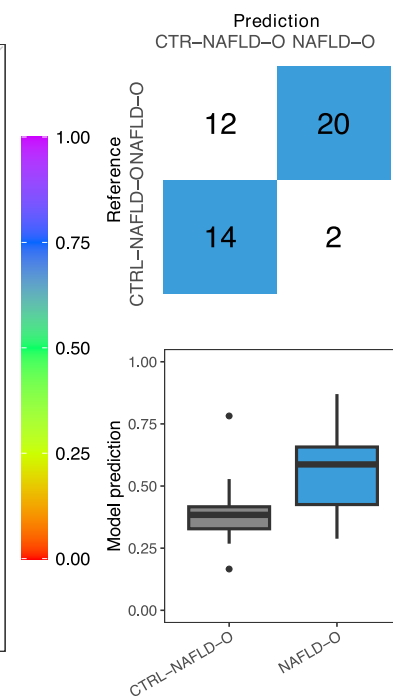 Prediction
CTR–NAFLD–O NAFLD–O
Reference
CTRL–NAFLD–O NAFLD–O
12 20
14 2
1.00
0.75
0.50
0.25
0.00
Model prediction
1.00
0.75
0.50
0.25
0.00
CTRL–NAFLD–O
NAFLD–O